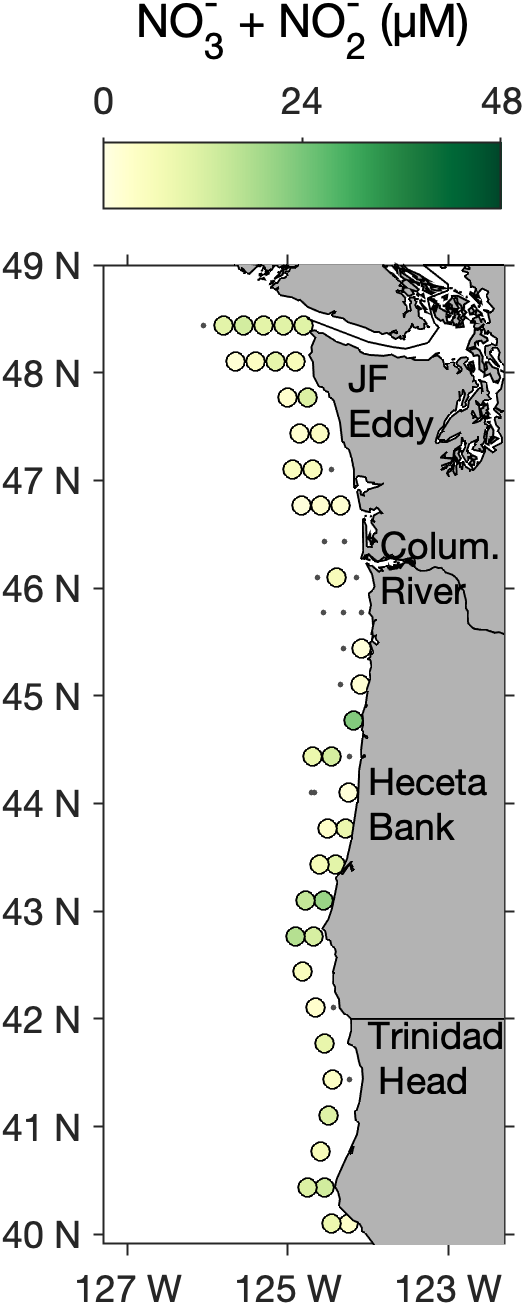 NO₃⁻ + NO₂⁻ (μM)
0 24 48
49 N
48 N
JF
Eddy
47 N
Colum.
46 N
River
45 N
44 N
Heceta
Bank
43 N
42 N
Trinidad
Head
41 N
40 N
127 W 125 W 123 W